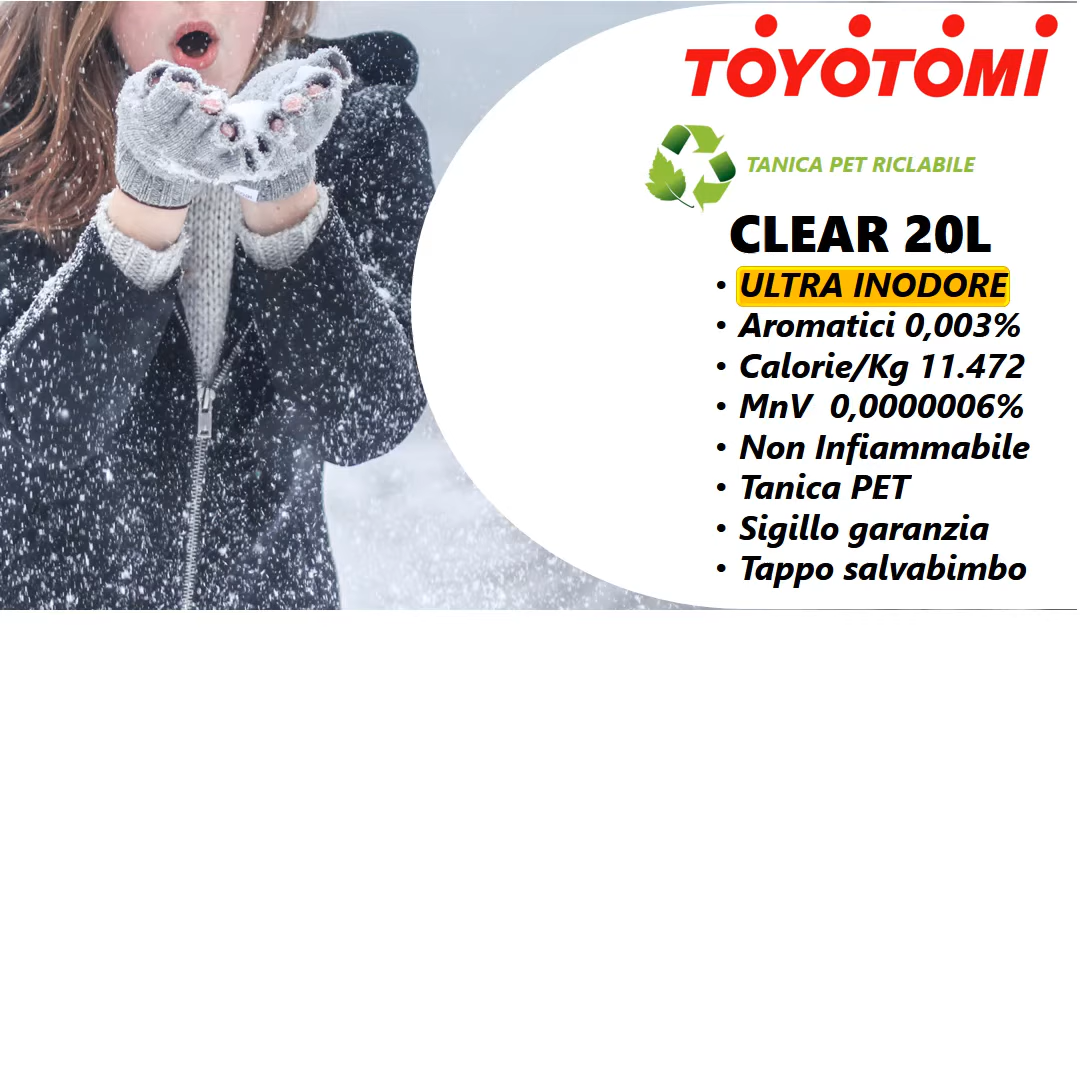 TOYOTOMI
TANICA PET RICLABILE
CLEAR 20L
• ULTRA INODORE
• Aromatici 0,003%
• Calorie/Kg 11.472
• MnV 0,0000006%
• Non Infiammabile
• Tanica PET
• Sigillo garanzia
• Tappo salvabimbo